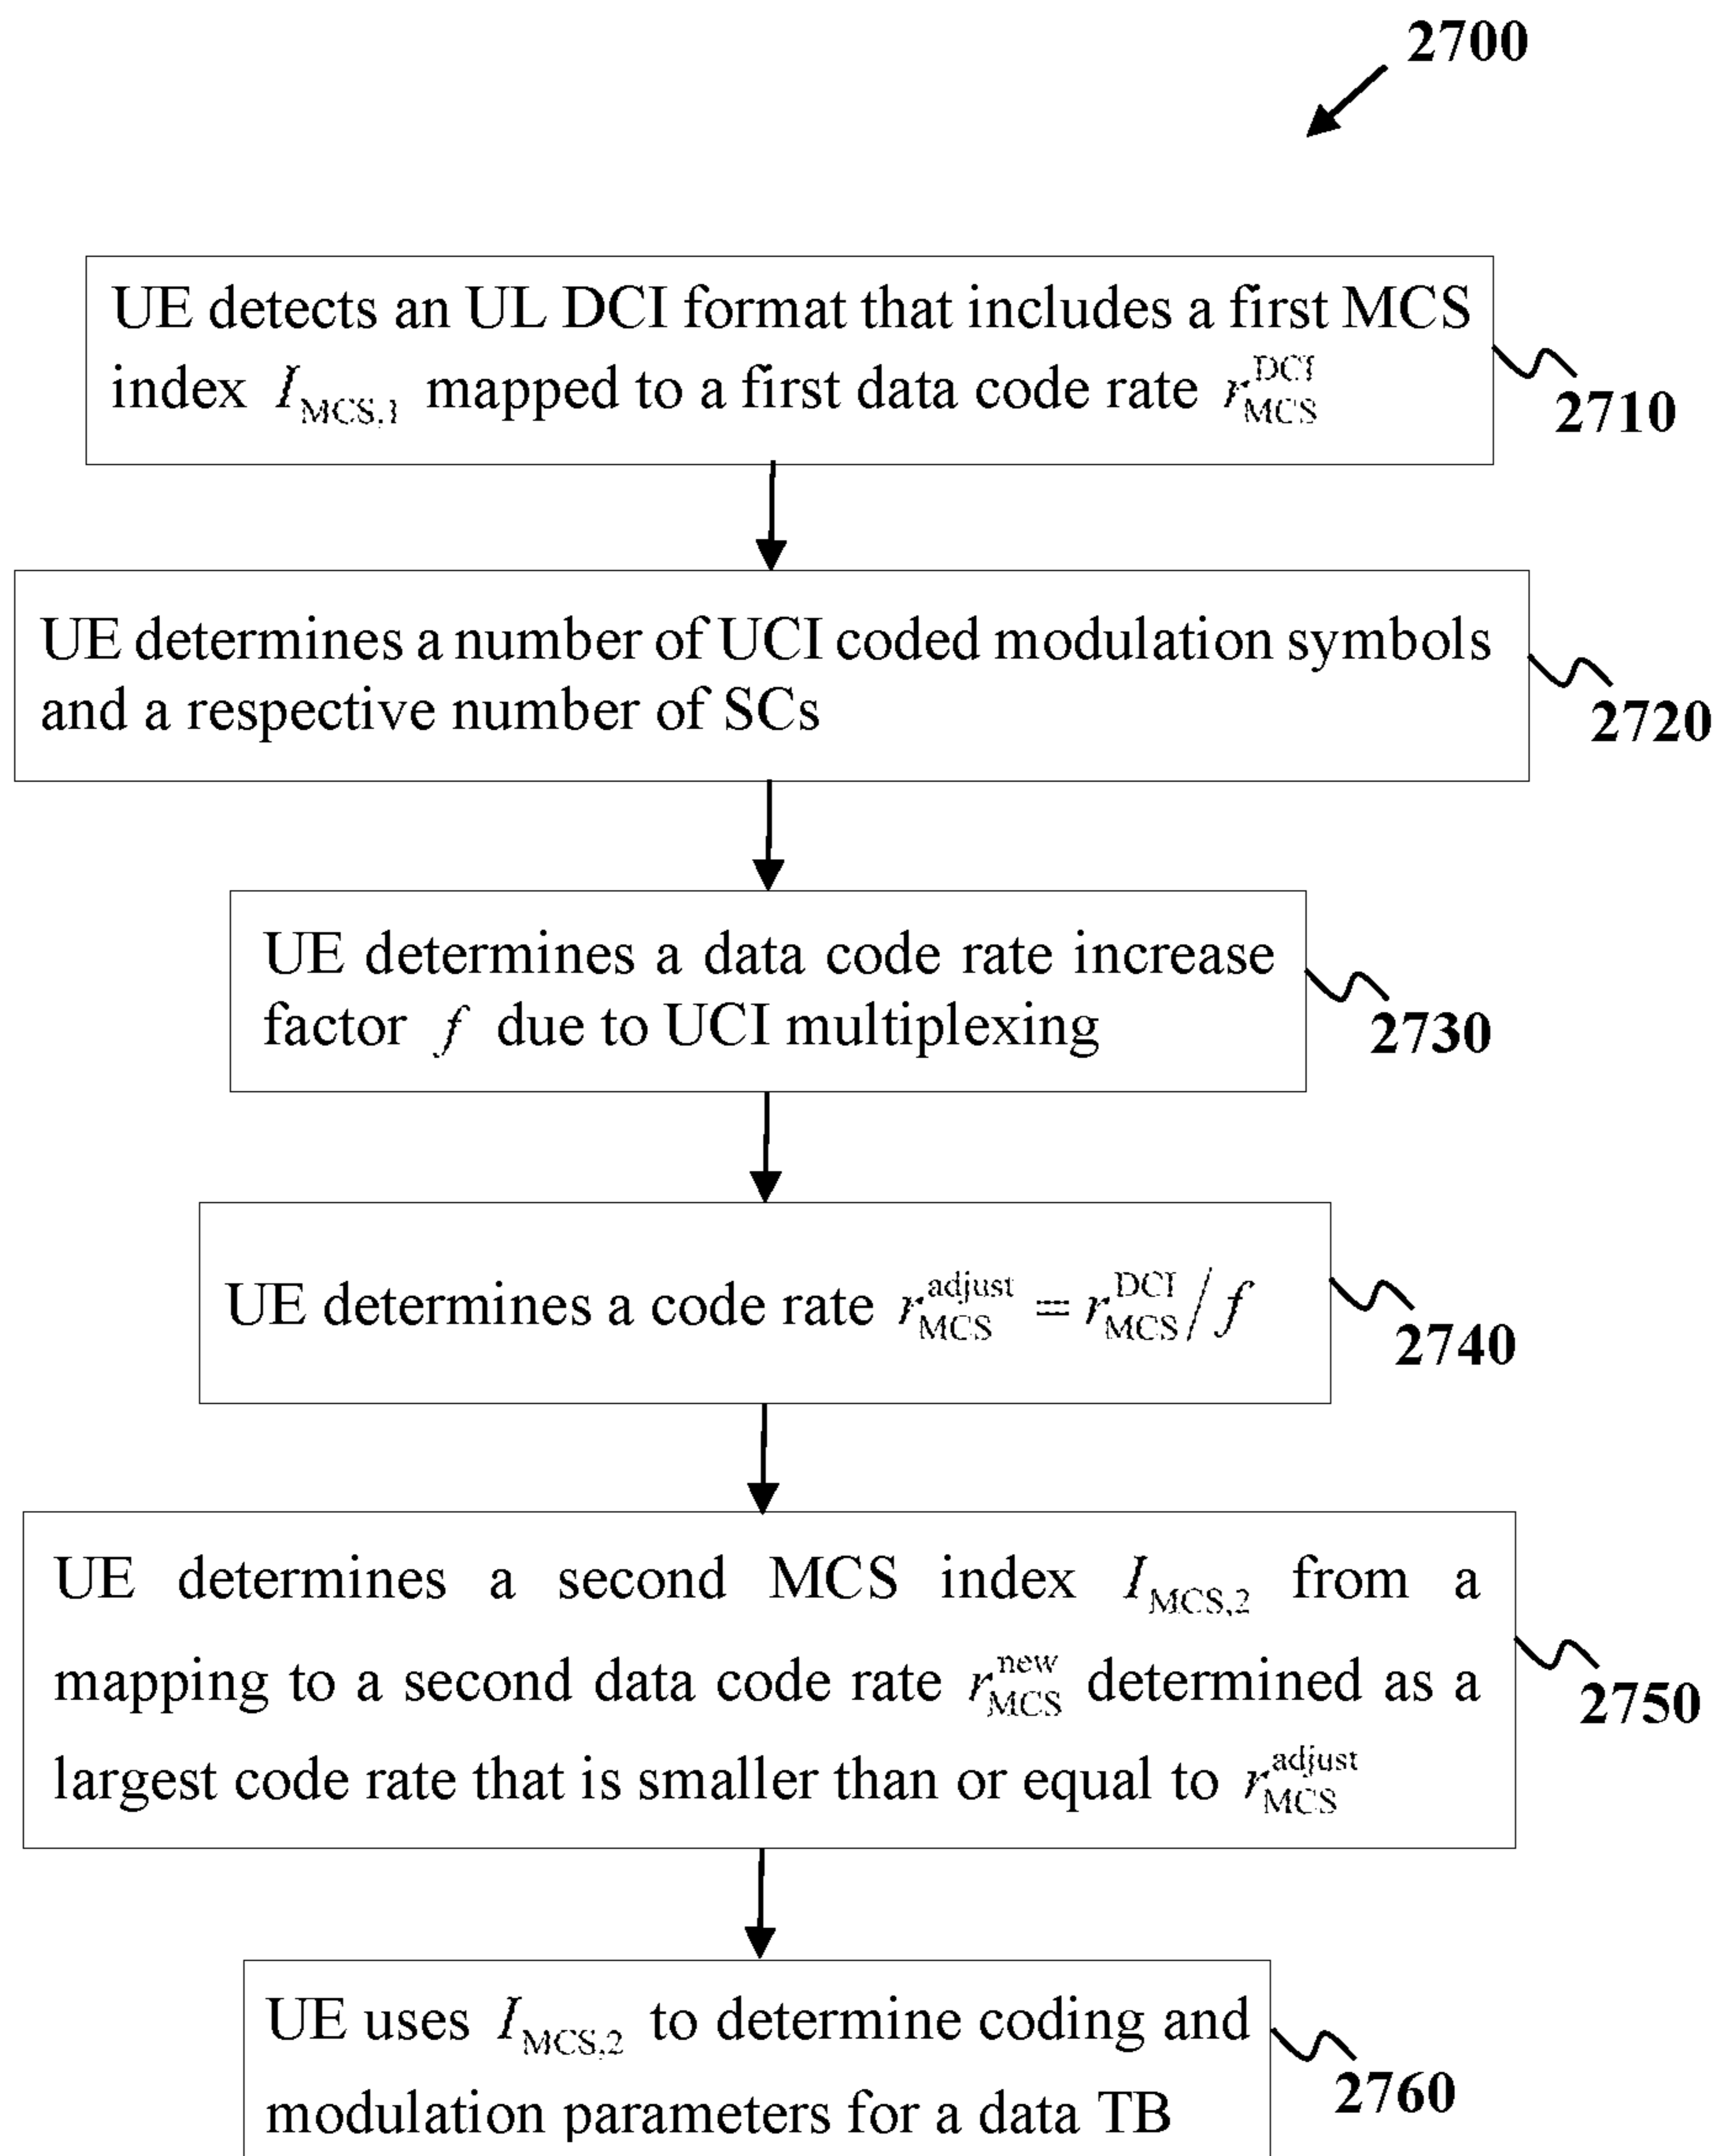 2700
UE detects an UL DCI format that includes a first MCS
index I_MCS,1 mapped to a first data code rate r_MCS^DCI
2710
UE determines a number of UCI coded modulation symbols
and a respective number of SCs
2720
UE determines a data code rate increase
factor f due to UCI multiplexing
2730
UE determines a code rate r_MCS^adjust = r_MCS^DCI / f
2740
UE determines a second MCS index I_MCS,2 from a
mapping to a second data code rate r_MCS^new determined as a
largest code rate that is smaller than or equal to r_MCS^adjust
2750
UE uses I_MCS,2 to determine coding and
modulation parameters for a data TB
2760